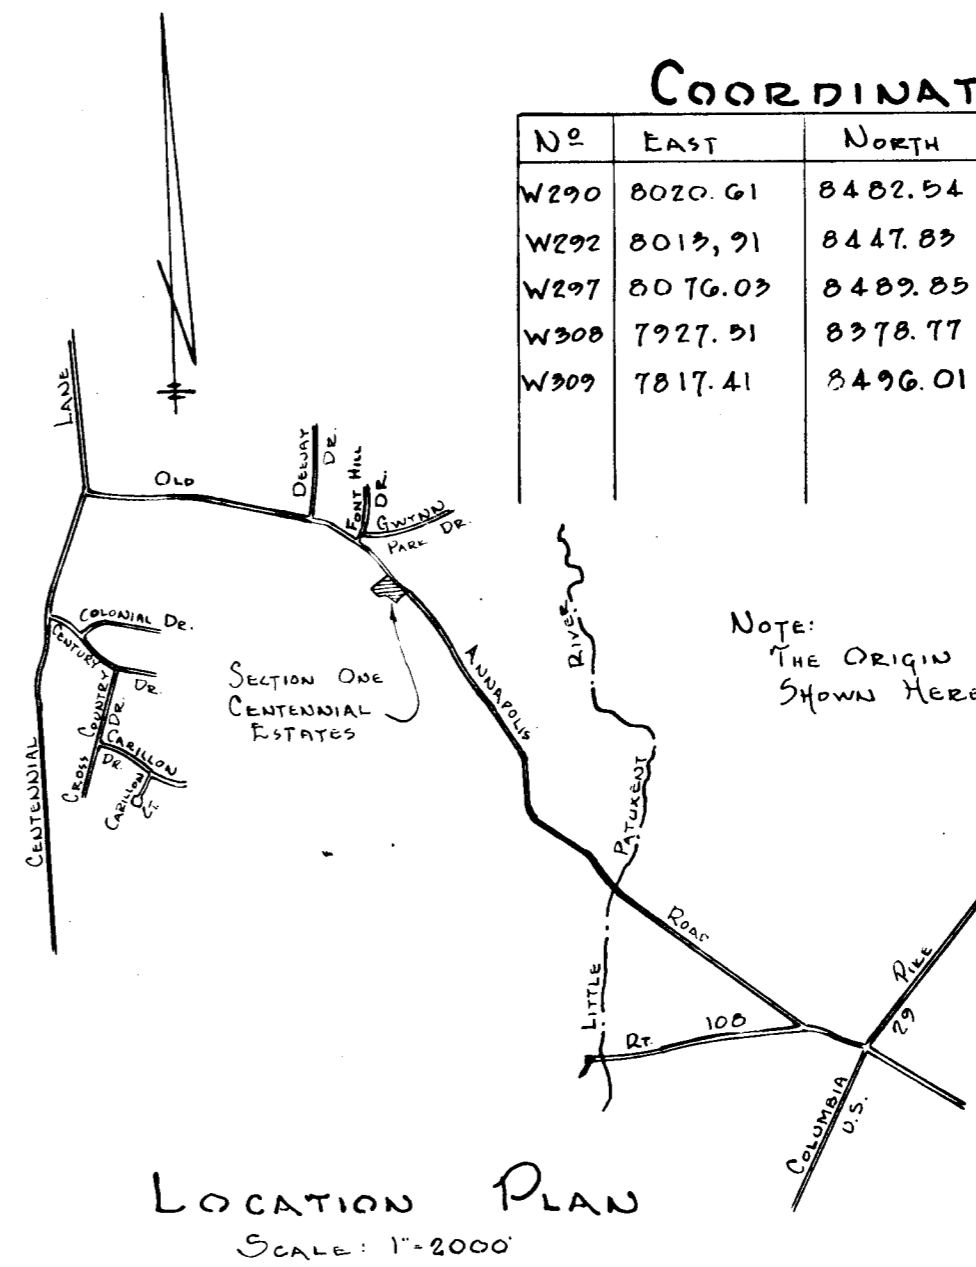 COORDINAT
Nº EAST NORTH
W290 8020.61 8482.54
W292 8013,91 8447.83
W297 8076.03 8489.85
W308 7927.51 8378.77
W309 7817.41 8496.01
LANE
OLD
DEEJAY
DR.
FONT HILL
DR.
GWYNN
PARK DR.
COLONIAL DR.
CENTURY
DR.
CROSS COUNTRY
DR.
CARILLON
DR.
CARILLON
CT.
CENTENNIAL
SECTION ONE
CENTENNIAL
ESTATES
ANNAPOLIS
RIVER
PATUXENT
LITTLE
NOTE:
THE ORIGIN
SHOWN HERE
ROAD
RT. 108
PIKE
29
COLUMBIA
U.S.
LOCATION PLAN
SCALE: 1"=2000'